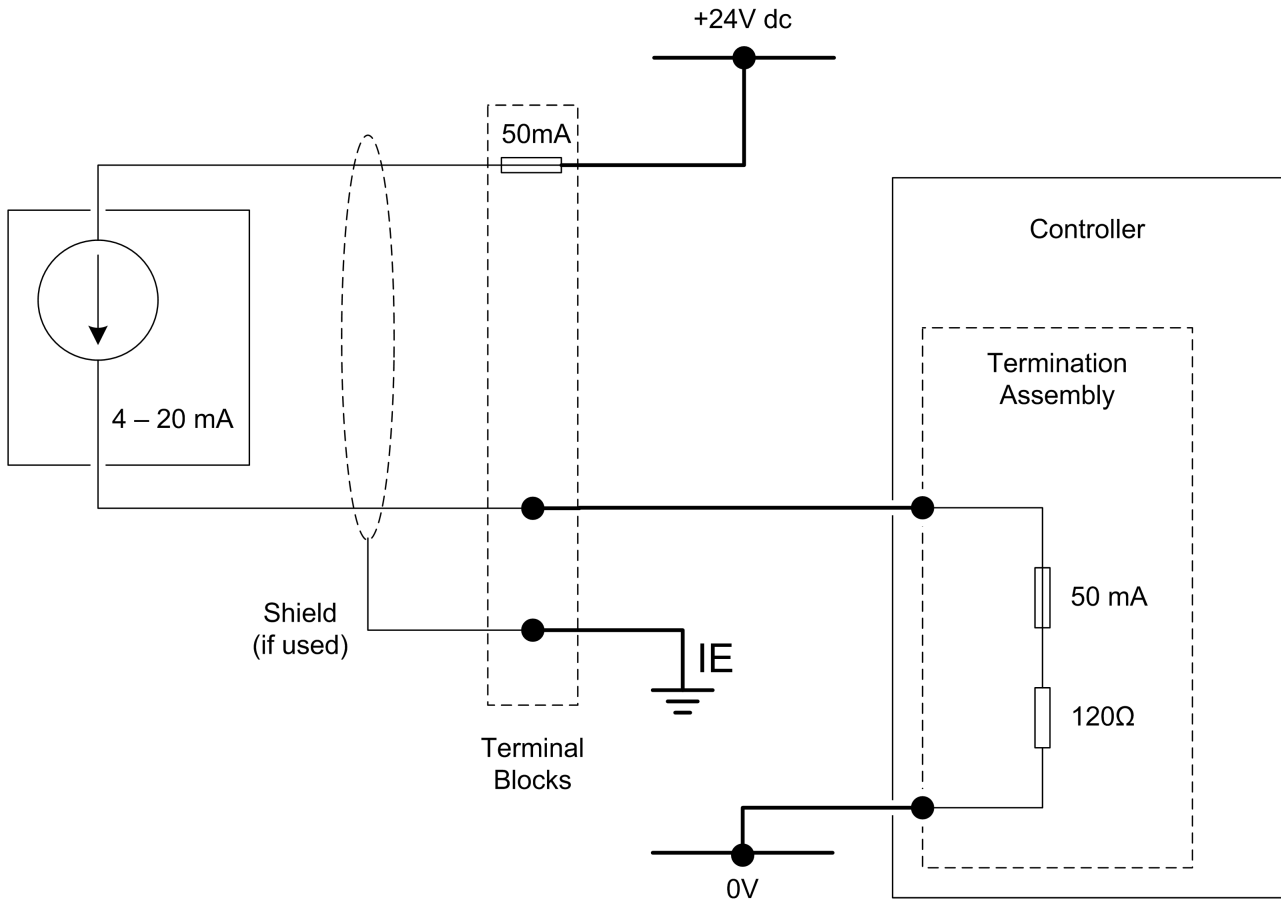 +24V dc
50mA
Controller
Termination
Assembly
4 – 20 mA
50 mA
Shield
(if used)
IE
120Ω
Terminal
Blocks
0V